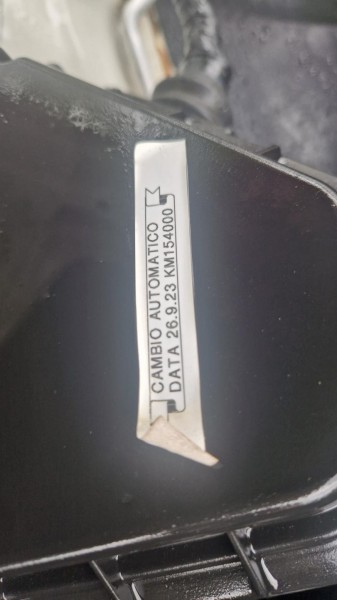 CAMBIO AUTOMATICO
DATA 26.9.23 KM154000